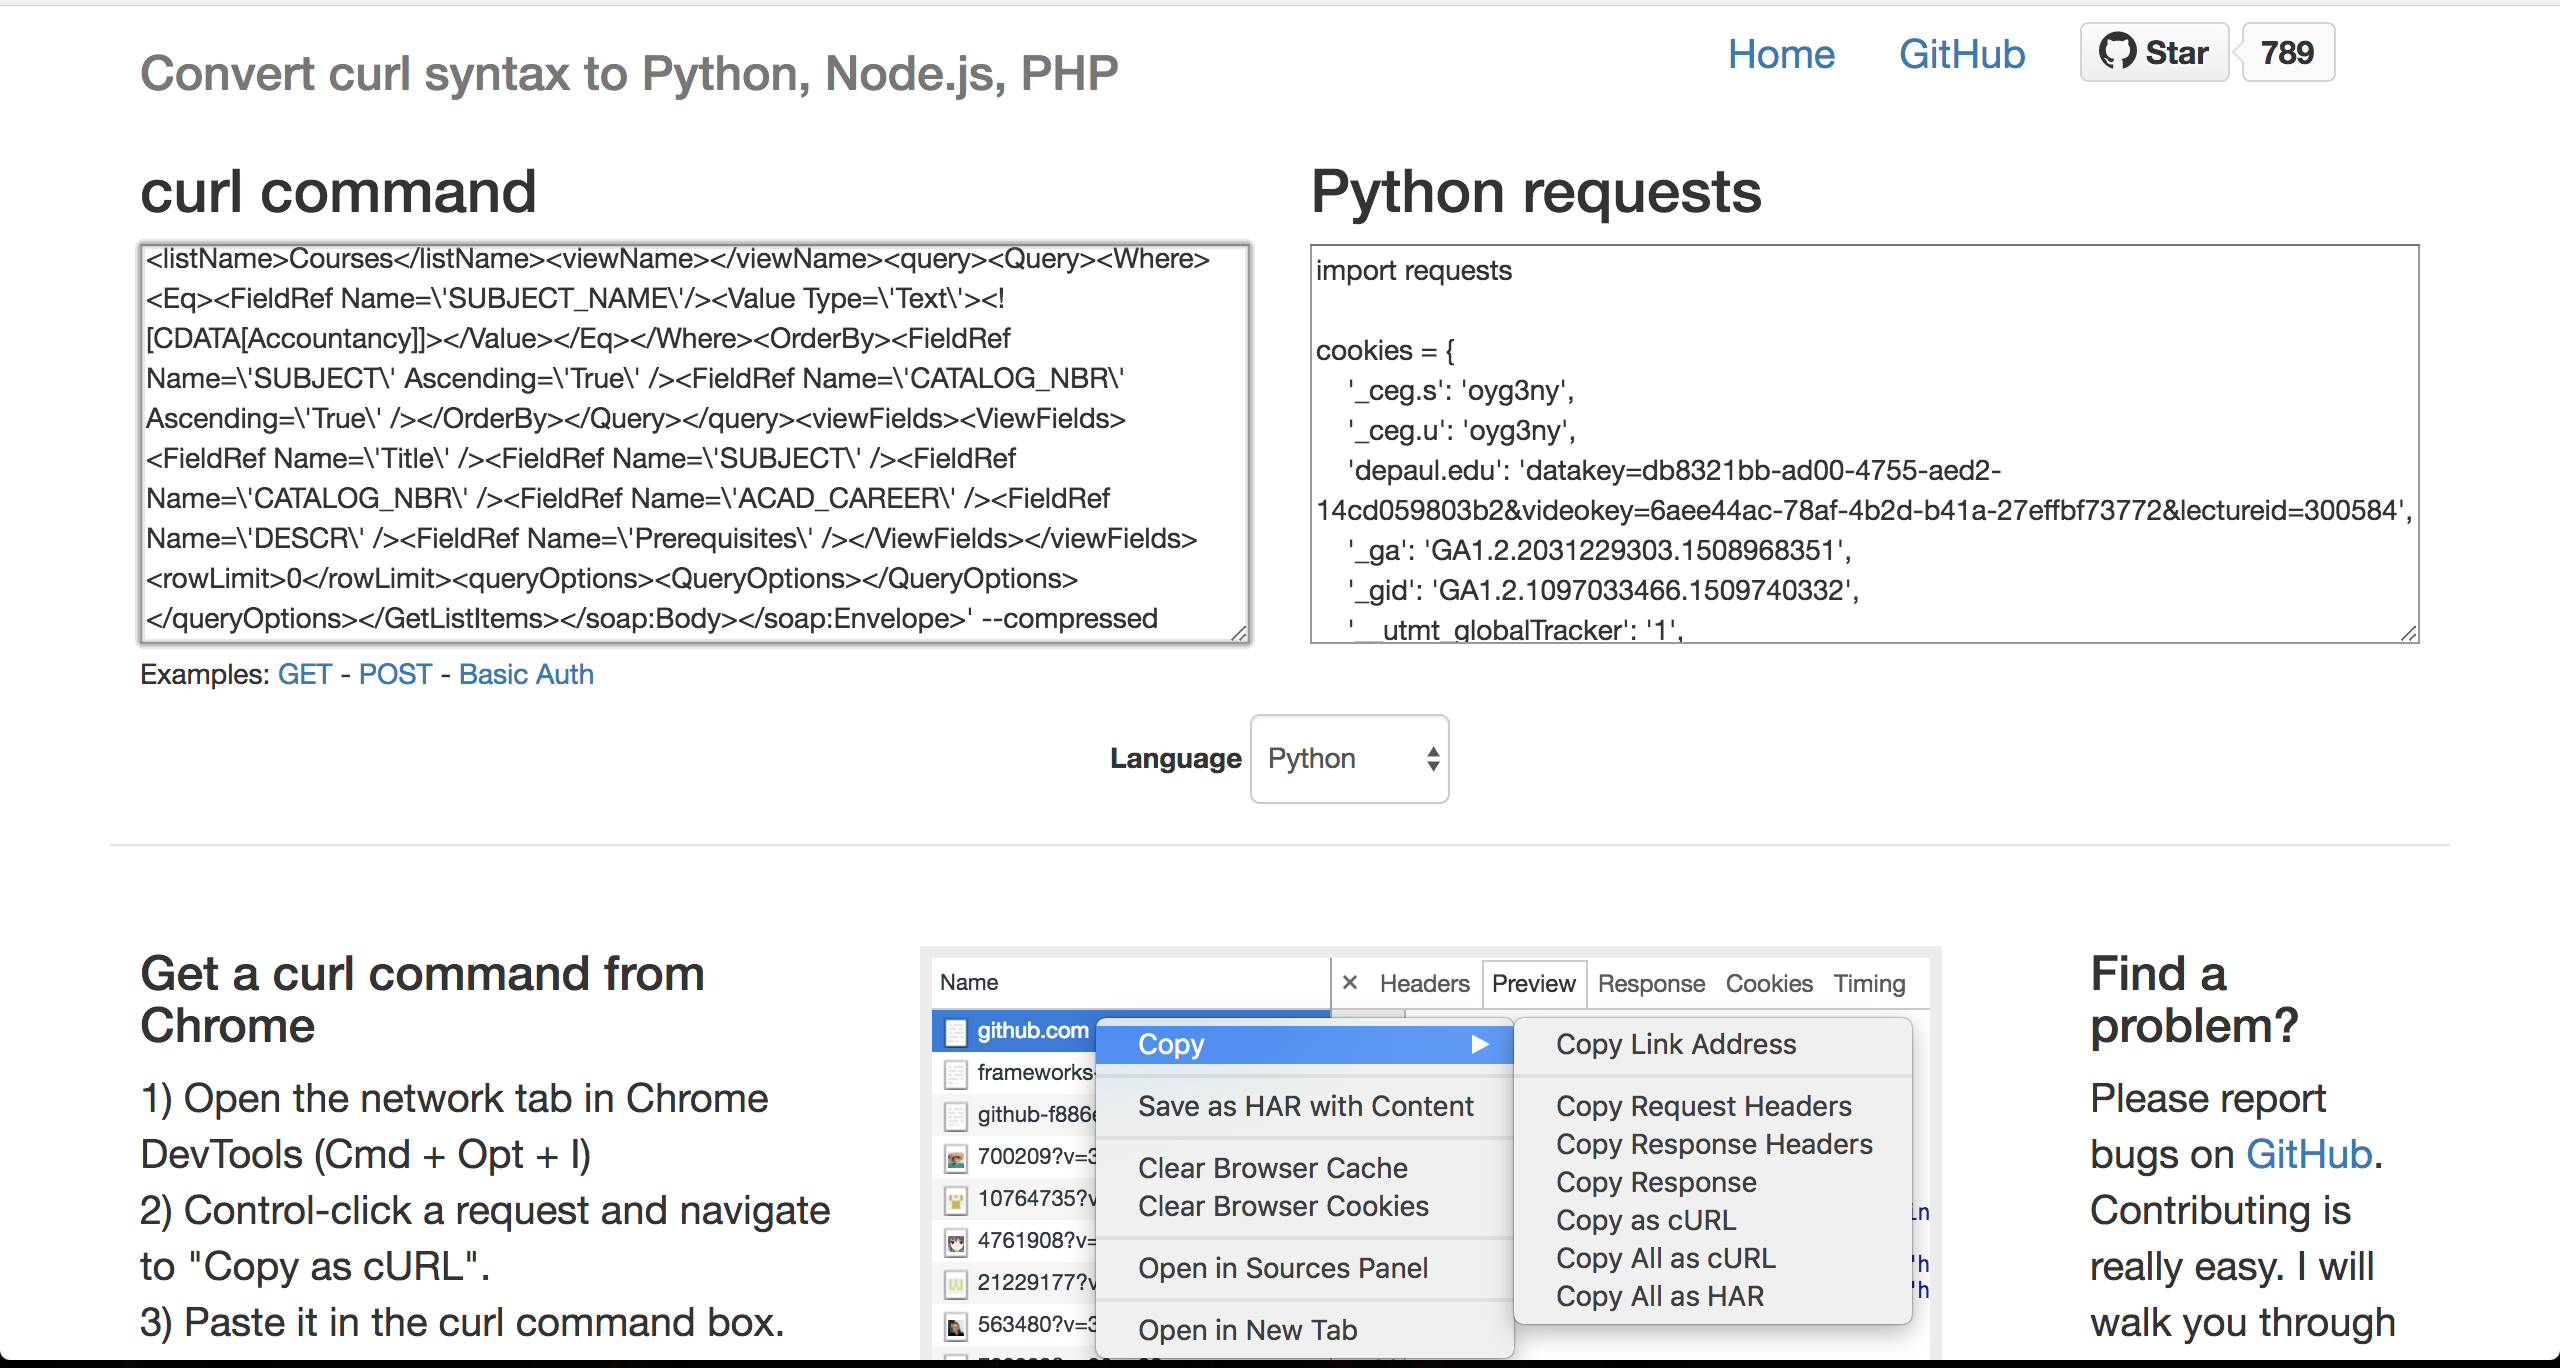 Convert curl syntax to Python, Node.js, PHP
Home GitHub Star 789
curl command
<listName>Courses</listName><viewName></viewName><query><Query><Where>
<Eq><FieldRef Name=\'SUBJECT_NAME\'/><Value Type=\'Text\'><!
[CDATA[Accountancy]]></Value></Eq></Where><OrderBy><FieldRef
Name=\'SUBJECT\' Ascending=\'True\' /><FieldRef Name=\'CATALOG_NBR\'
Ascending=\'True\' /></OrderBy></Query></query><viewFields><ViewFields>
<FieldRef Name=\'Title\' /><FieldRef Name=\'SUBJECT\' /><FieldRef
Name=\'CATALOG_NBR\' /><FieldRef Name=\'ACAD_CAREER\' /><FieldRef
Name=\'DESCR\' /><FieldRef Name=\'Prerequisites\' /></ViewFields></viewFields>
<rowLimit>0</rowLimit><queryOptions><QueryOptions></QueryOptions>
</queryOptions></GetListItems></soap:Body></soap:Envelope>' --compressed
Examples: GET - POST - Basic Auth
Python requests
import requests
cookies = {
'_ceg.s': 'oyg3ny',
'_ceg.u': 'oyg3ny',
'depaul.edu': 'datakey=db8321bb-ad00-4755-aed2-
14cd059803b2&videokey=6aee44ac-78af-4b2d-b41a-27effbf73772&lectureid=300584',
'_ga': 'GA1.2.2031229303.1508968351',
'_gid': 'GA1.2.1097033466.1509740332',
'__utmt_globalTracker': '1',
Language Python
Get a curl command from
Chrome
1) Open the network tab in Chrome
DevTools (Cmd + Opt + I)
2) Control-click a request and navigate
to "Copy as cURL".
3) Paste it in the curl command box.
Name
× Headers Preview Response Cookies Timing
github.com
frameworks-
github-f886e
700209?v=3
10764735?v
4761908?v=
21229177?v
563480?v=3
Copy
Save as HAR with Content
Clear Browser Cache
Clear Browser Cookies
Open in Sources Panel
Open in New Tab
Copy Link Address
Copy Request Headers
Copy Response Headers
Copy Response
Copy as cURL
Copy All as cURL
Copy All as HAR
in
"h
"h
Find a
problem?
Please report
bugs on GitHub.
Contributing is
really easy. I will
walk you through